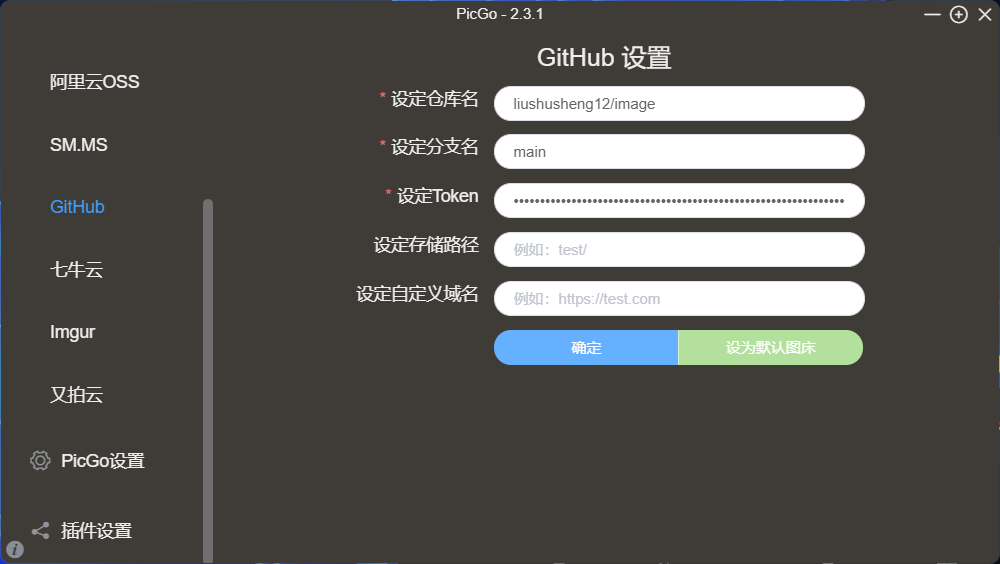 PicGo - 2.3.1
阿里云OSS
SM.MS
GitHub
七牛云
Imgur
又拍云
PicGo设置
插件设置
GitHub 设置
* 设定仓库名
liushusheng12/image
* 设定分支名
main
* 设定Token
设定存储路径
例如：test/
设定自定义域名
例如：https://test.com
确定
设为默认图床